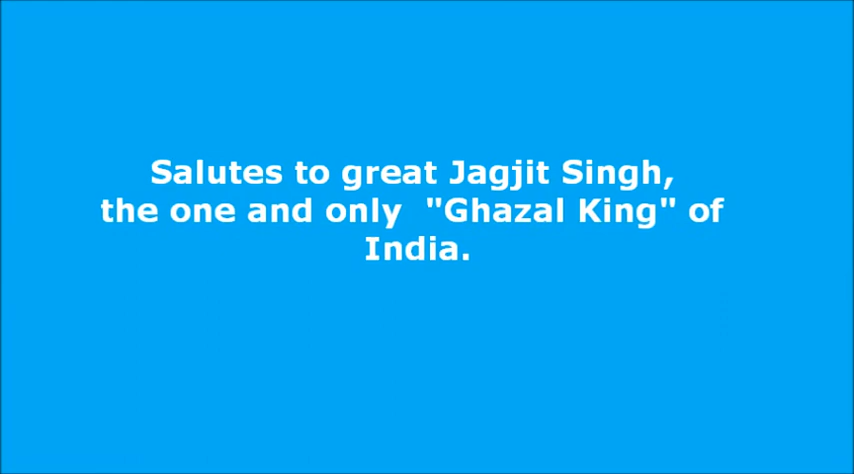 Salutes to great Jagjit Singh,
the one and only  "Ghazal King" of
India.